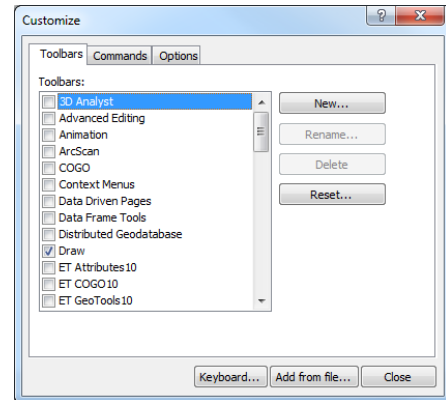 Customize
Toolbars Commands Options
Toolbars:
3D Analyst
Advanced Editing
Animation
ArcScan
COGO
Context Menus
Data Driven Pages
Data Frame Tools
Distributed Geodatabase
Draw
ET Attributes10
ET COGO10
ET GeoTools10
New...
Rename...
Delete
Reset...
Keyboard... Add from file... Close